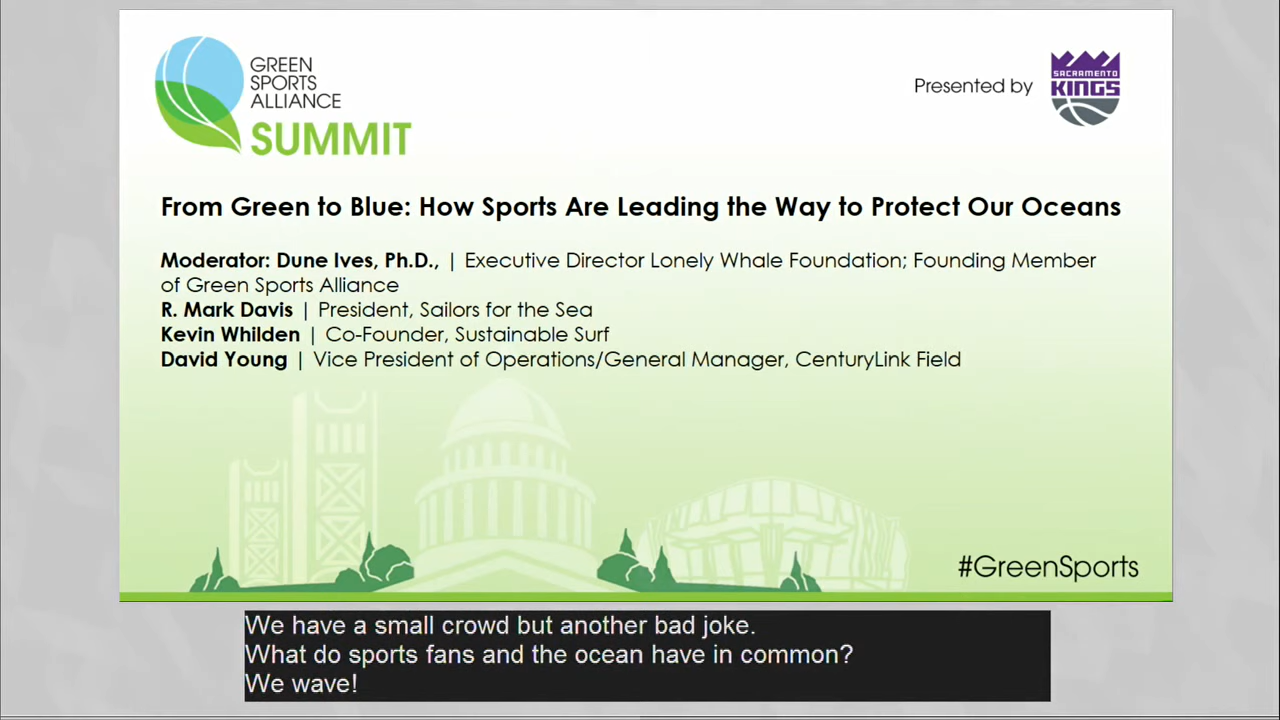 GREEN
SPORTS
ALLIANCE
SUMMIT
Presented by
SACRAMENTO
KINGS
From Green to Blue: How Sports Are Leading the Way to Protect Our Oceans
Moderator: Dune Ives, Ph.D., | Executive Director Lonely Whale Foundation; Founding Member
of Green Sports Alliance
R. Mark Davis | President, Sailors for the Sea
Kevin Whilden | Co-Founder, Sustainable Surf
David Young | Vice President of Operations/General Manager, CenturyLink Field
#GreenSports
We have a small crowd but another bad joke.
What do sports fans and the ocean have in common?
We wave!